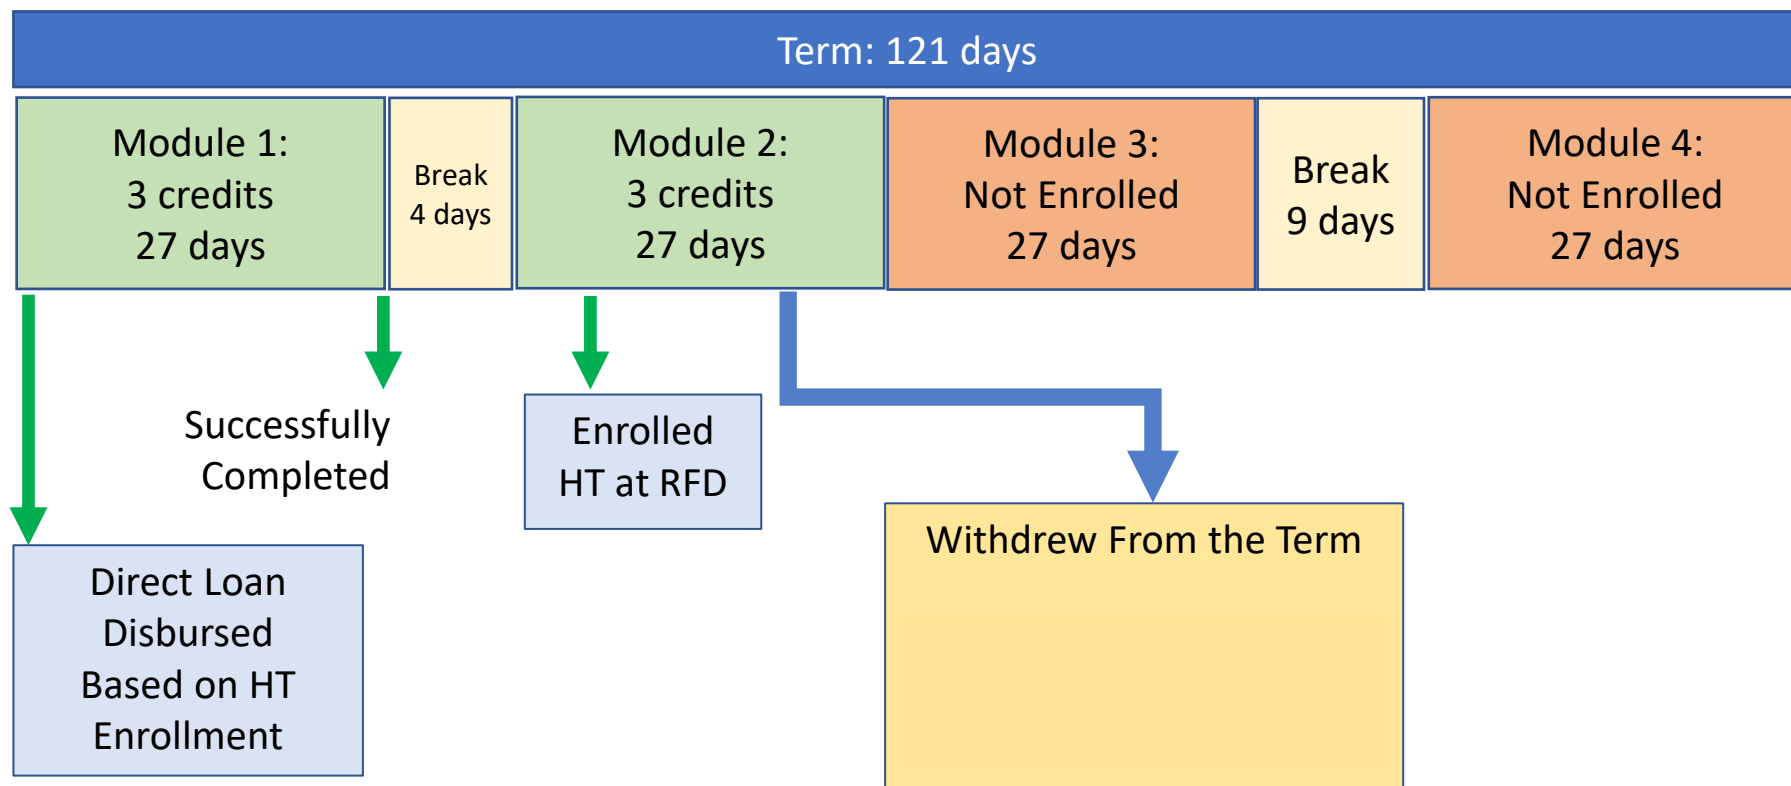 Term: 121 days
Module 1:
3 credits
27 days
Break
4 days
Module 2:
3 credits
27 days
Module 3:
Not Enrolled
27 days
Break
9 days
Module 4:
Not Enrolled
27 days
Successfully
Completed
Enrolled
HT at RFD
Withdrew From the Term
Direct Loan
Disbursed
Based on HT
Enrollment